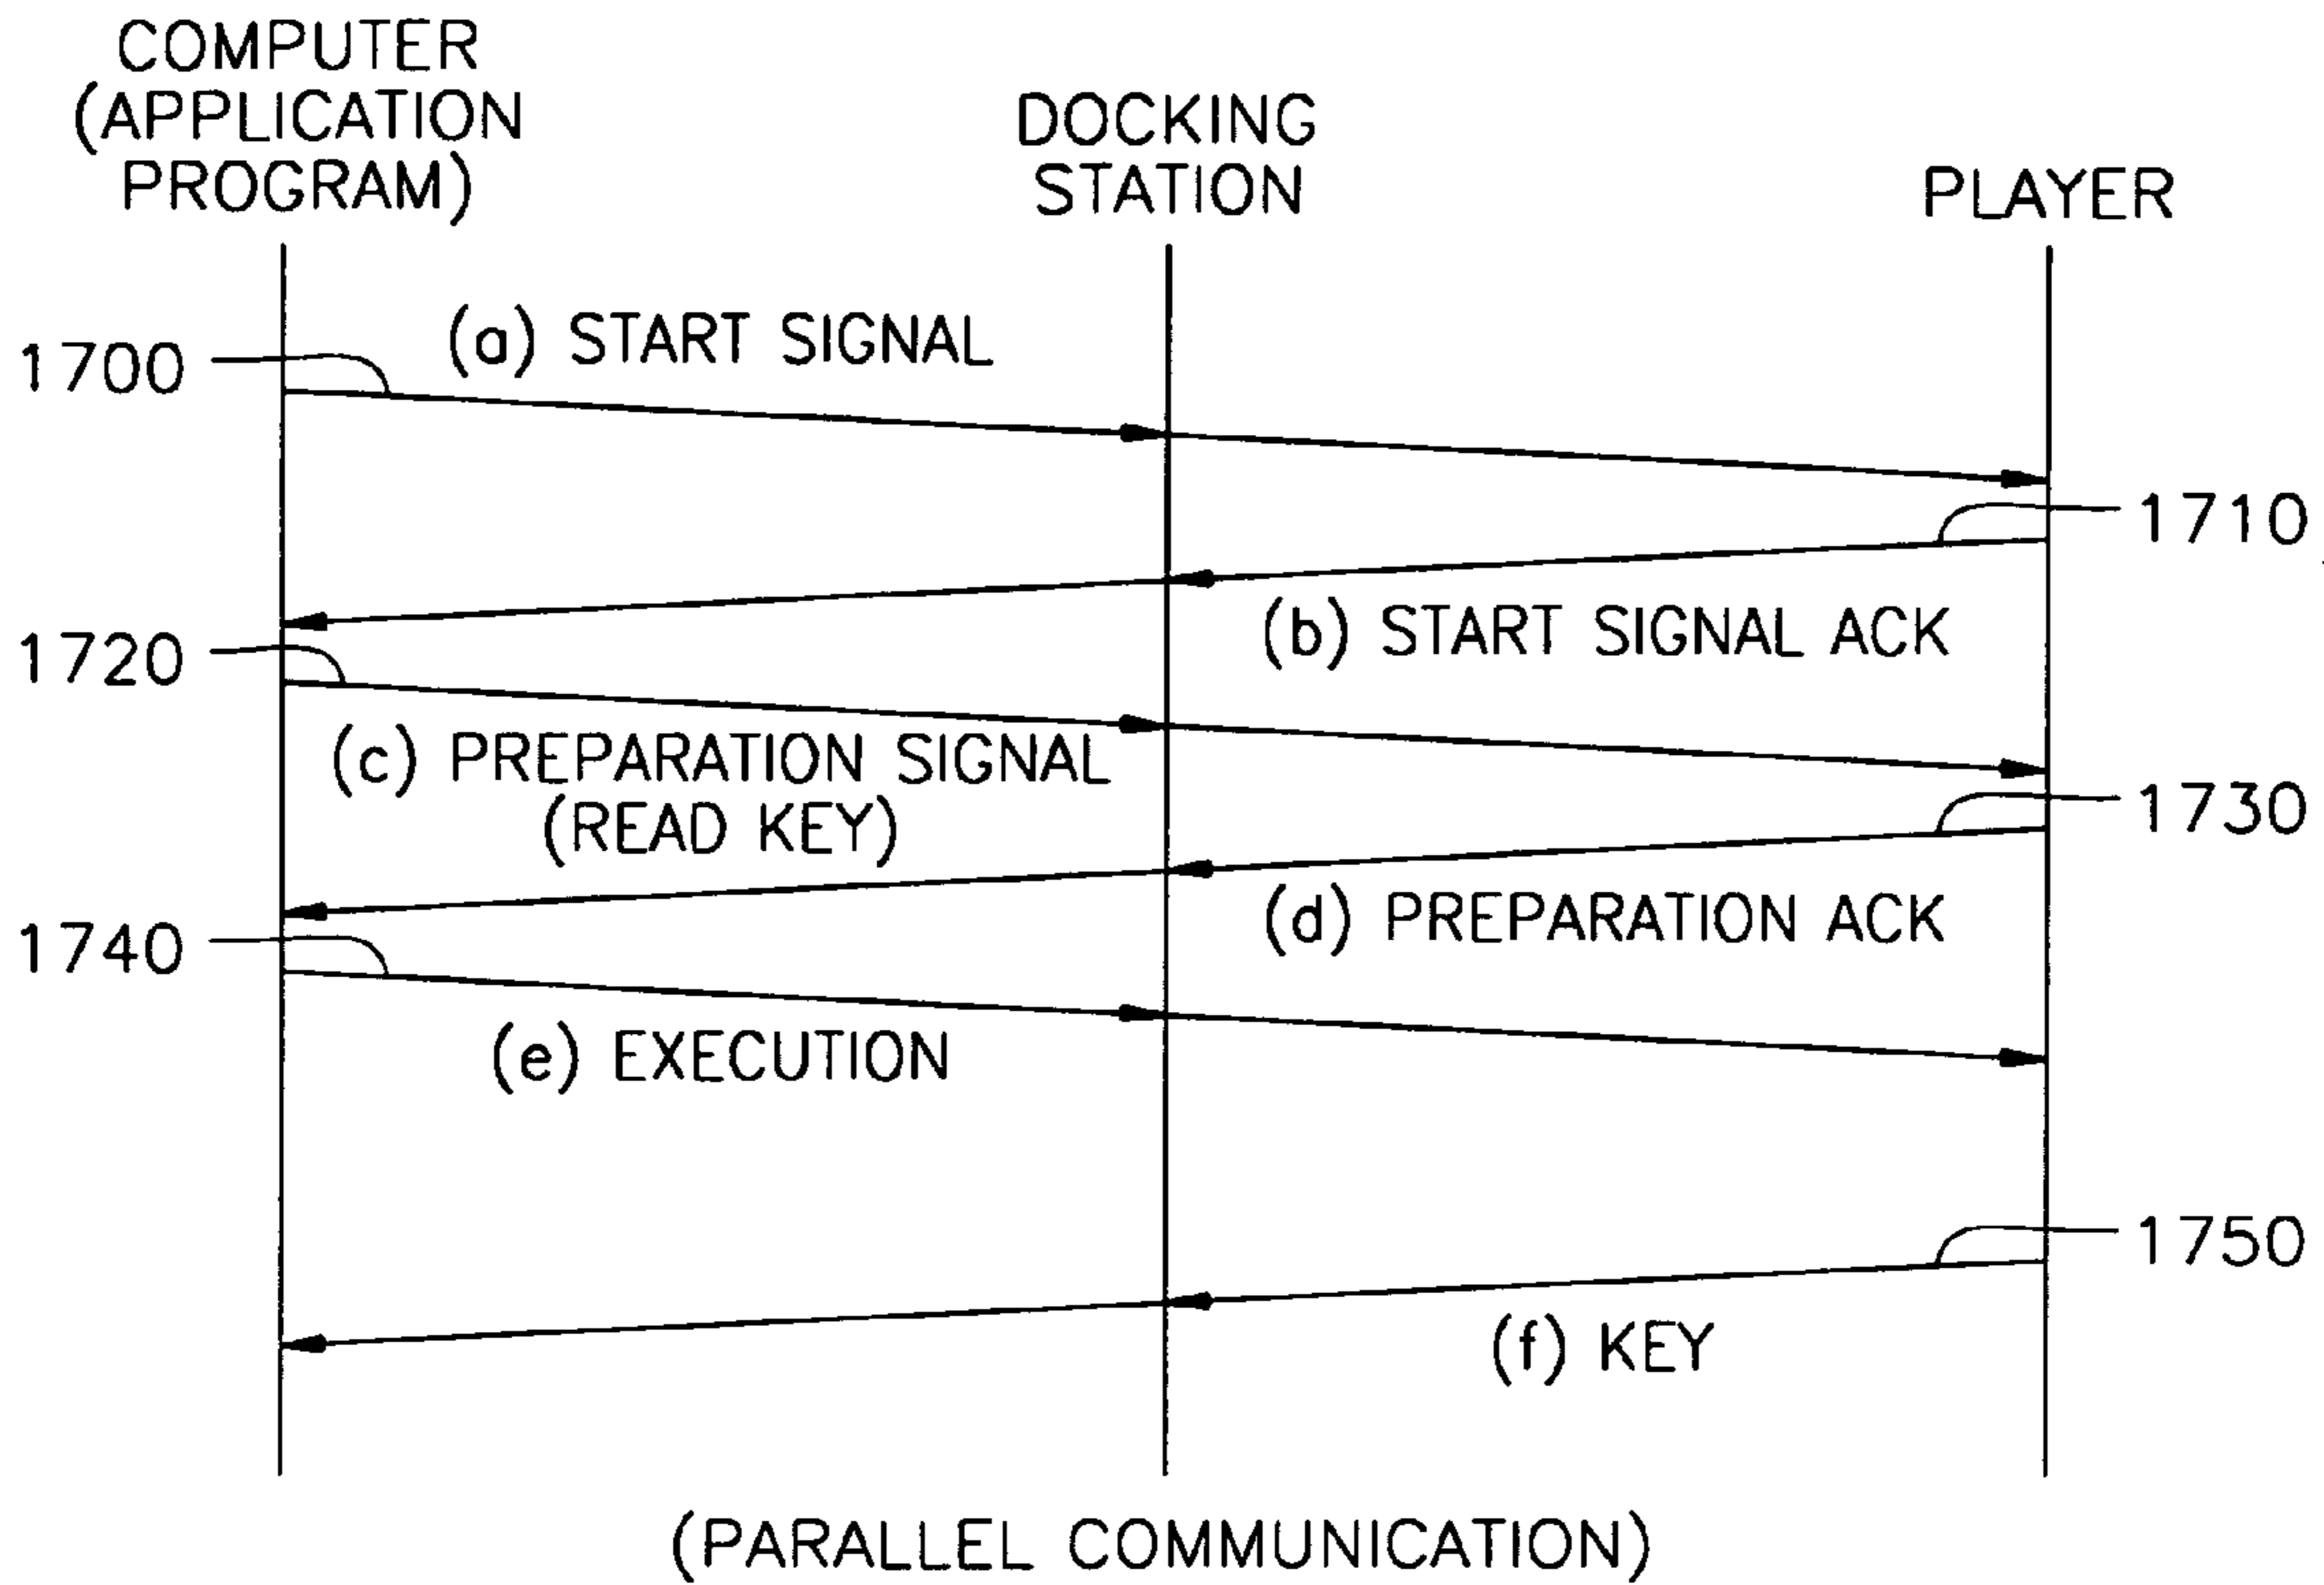 COMPUTER
(APPLICATION
PROGRAM)
DOCKING
STATION
PLAYER
1700
(a) START SIGNAL
1710
(b) START SIGNAL ACK
1720
(c) PREPARATION SIGNAL
(READ KEY)
1730
(d) PREPARATION ACK
1740
(e) EXECUTION
1750
(f) KEY
(PARALLEL COMMUNICATION)